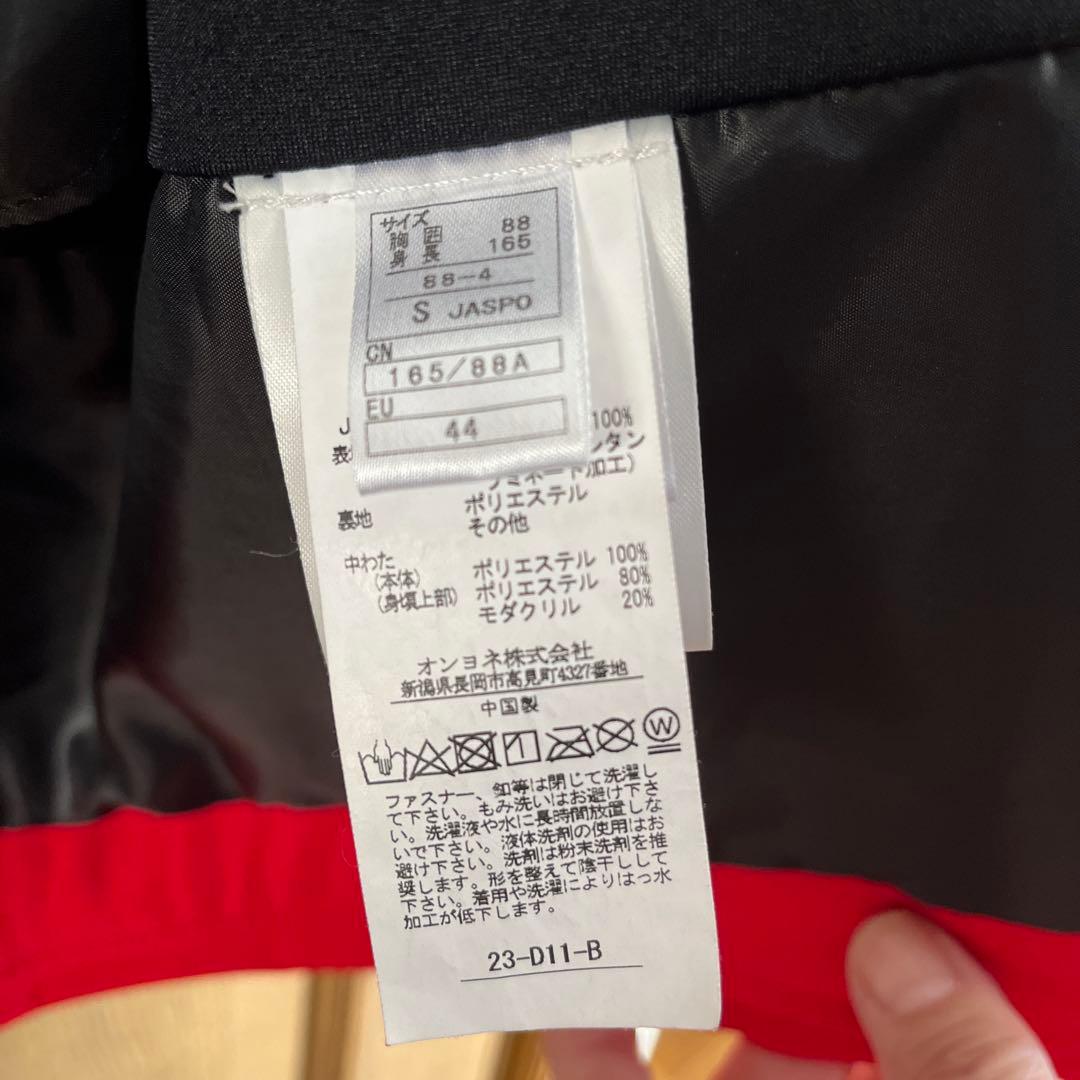 サイズ
胸囲 88
身長 165
88-4
S JASPO
CN
165/88A
EU
44
J
100%
表
レタン
ラミネート加工)
裏地 ポリエステル
その他
中わた
(本体) ポリエステル 100%
(身頃上部) ポリエステル 80%
モダクリル 20%
オンヨネ株式会社
新潟県長岡市高見町4327番地
中国製
W
ファスナー、釦等は閉じて洗濯し
て下さい。もみ洗いはお避け下さ
い。洗濯液や水に長時間放置しな
いで下さい。液体洗剤の使用はお
避け下さい。洗剤は粉末洗剤を推
奨します。形を整えて陰干しして
下さい。着用や洗濯によりはっ水
加工が低下します。
23-D11-B